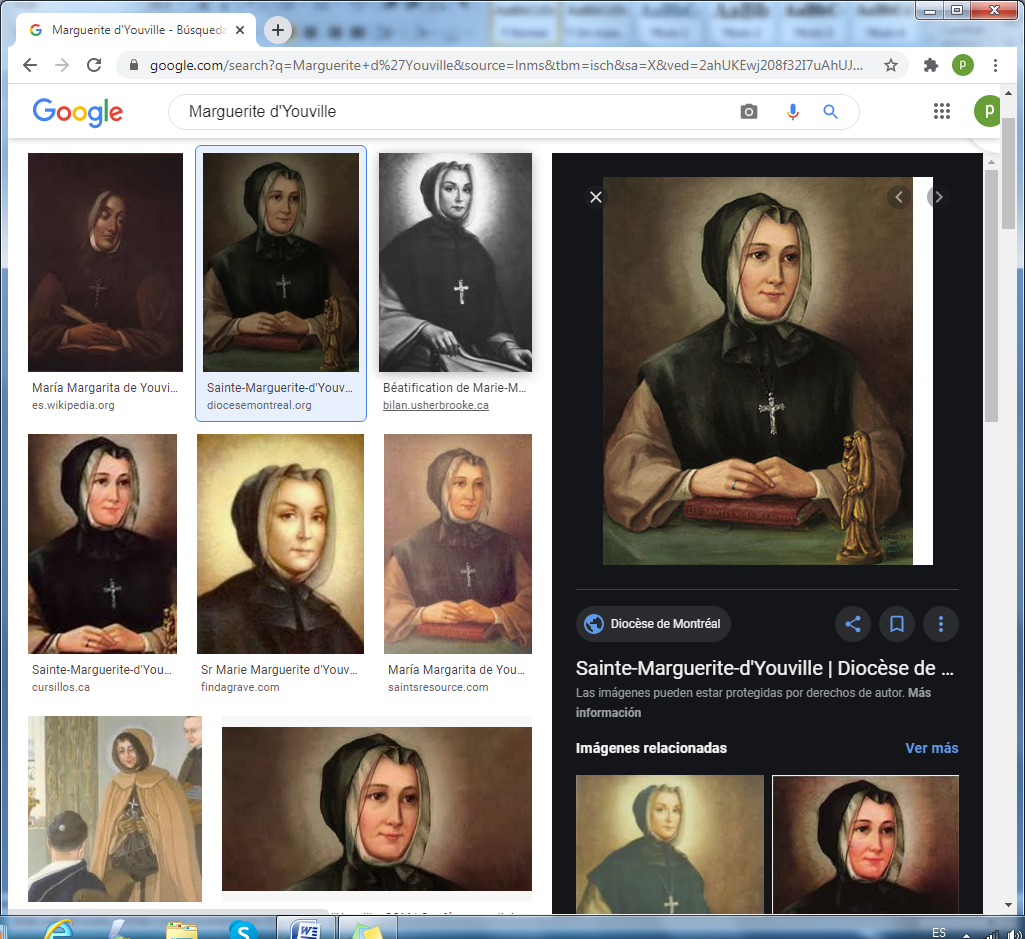 Marguerite d'Youville - Búsqueda
google.com/search?q=Marguerite+d%27Youville&source=lnms&tbm=isch&sa=X&ved=2ahUKEwj208f32I7uAhUJ...
p
Google
Marguerite d'Youville
p
María Margarita de Youvi...
es.wikipedia.org
Sainte-Marguerite-d'Youv...
diocesemontreal.org
Béatification de Marie-M...
bilan.usherbrooke.ca
Sainte-Marguerite-d'You...
cursillos.ca
Sr Marie Marguerite d'Youv...
findagrave.com
María Margarita de You...
saintsresource.com
Diocèse de Montréal
Sainte-Marguerite-d'Youville | Diocèse de ...
Las imágenes pueden estar protegidas por derechos de autor. Más
información
Imágenes relacionadas
Ver más
ES